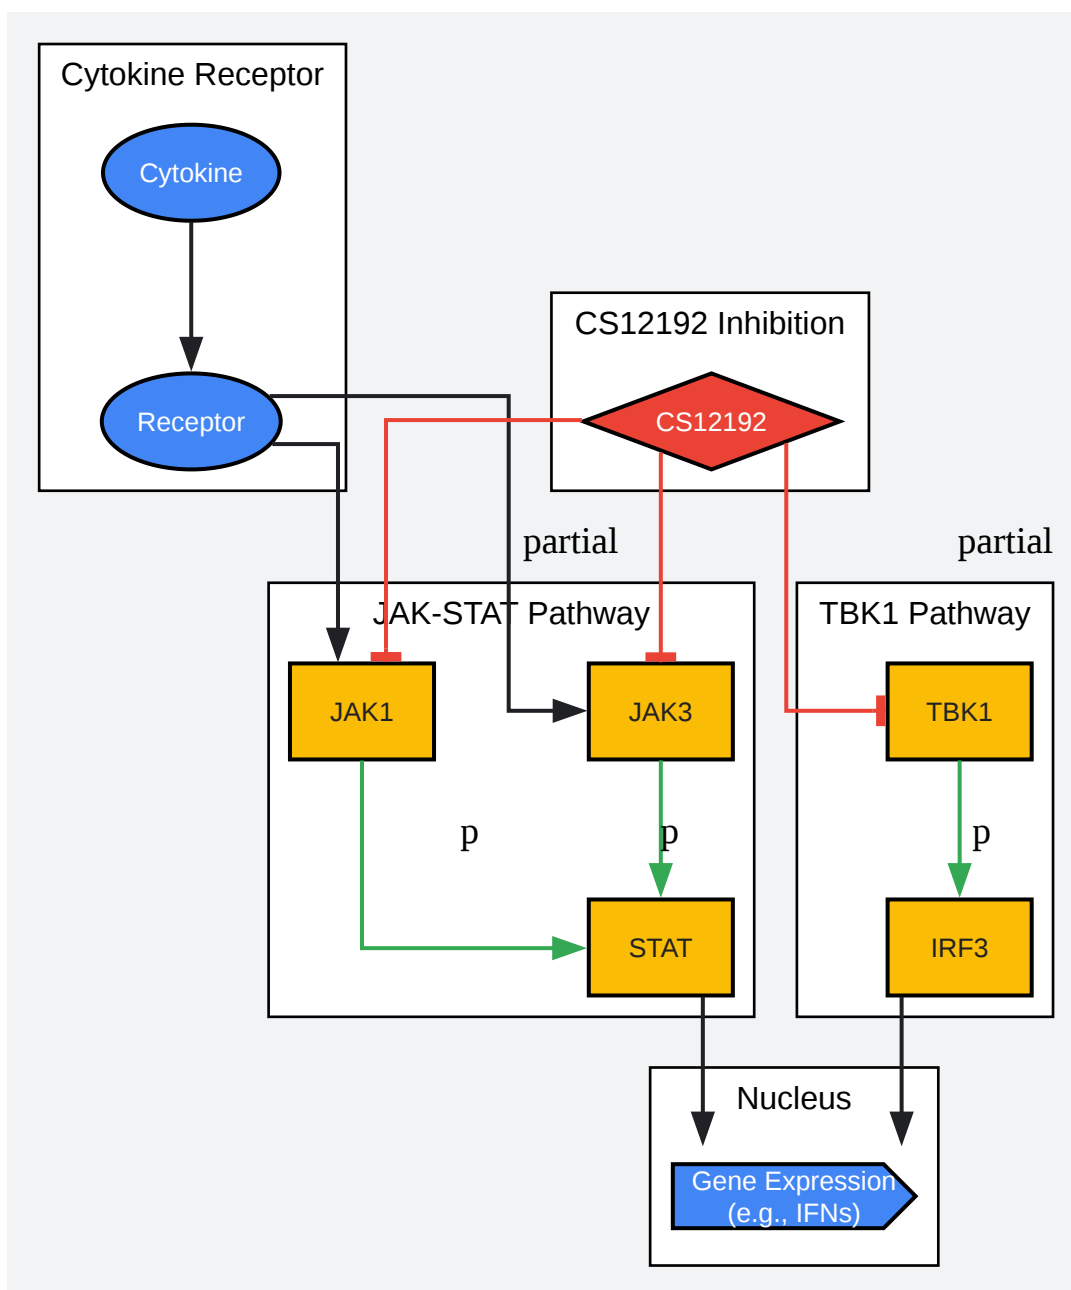 Cytokine Receptor
Cytokine
CS12192 Inhibition
Receptor
CS12192
partial
partial
JAK-STAT Pathway
TBK1 Pathway
JAK1
JAK3
TBK1
p
p
p
STAT
IRF3
Nucleus
Gene Expression
(e.g., IFNs)